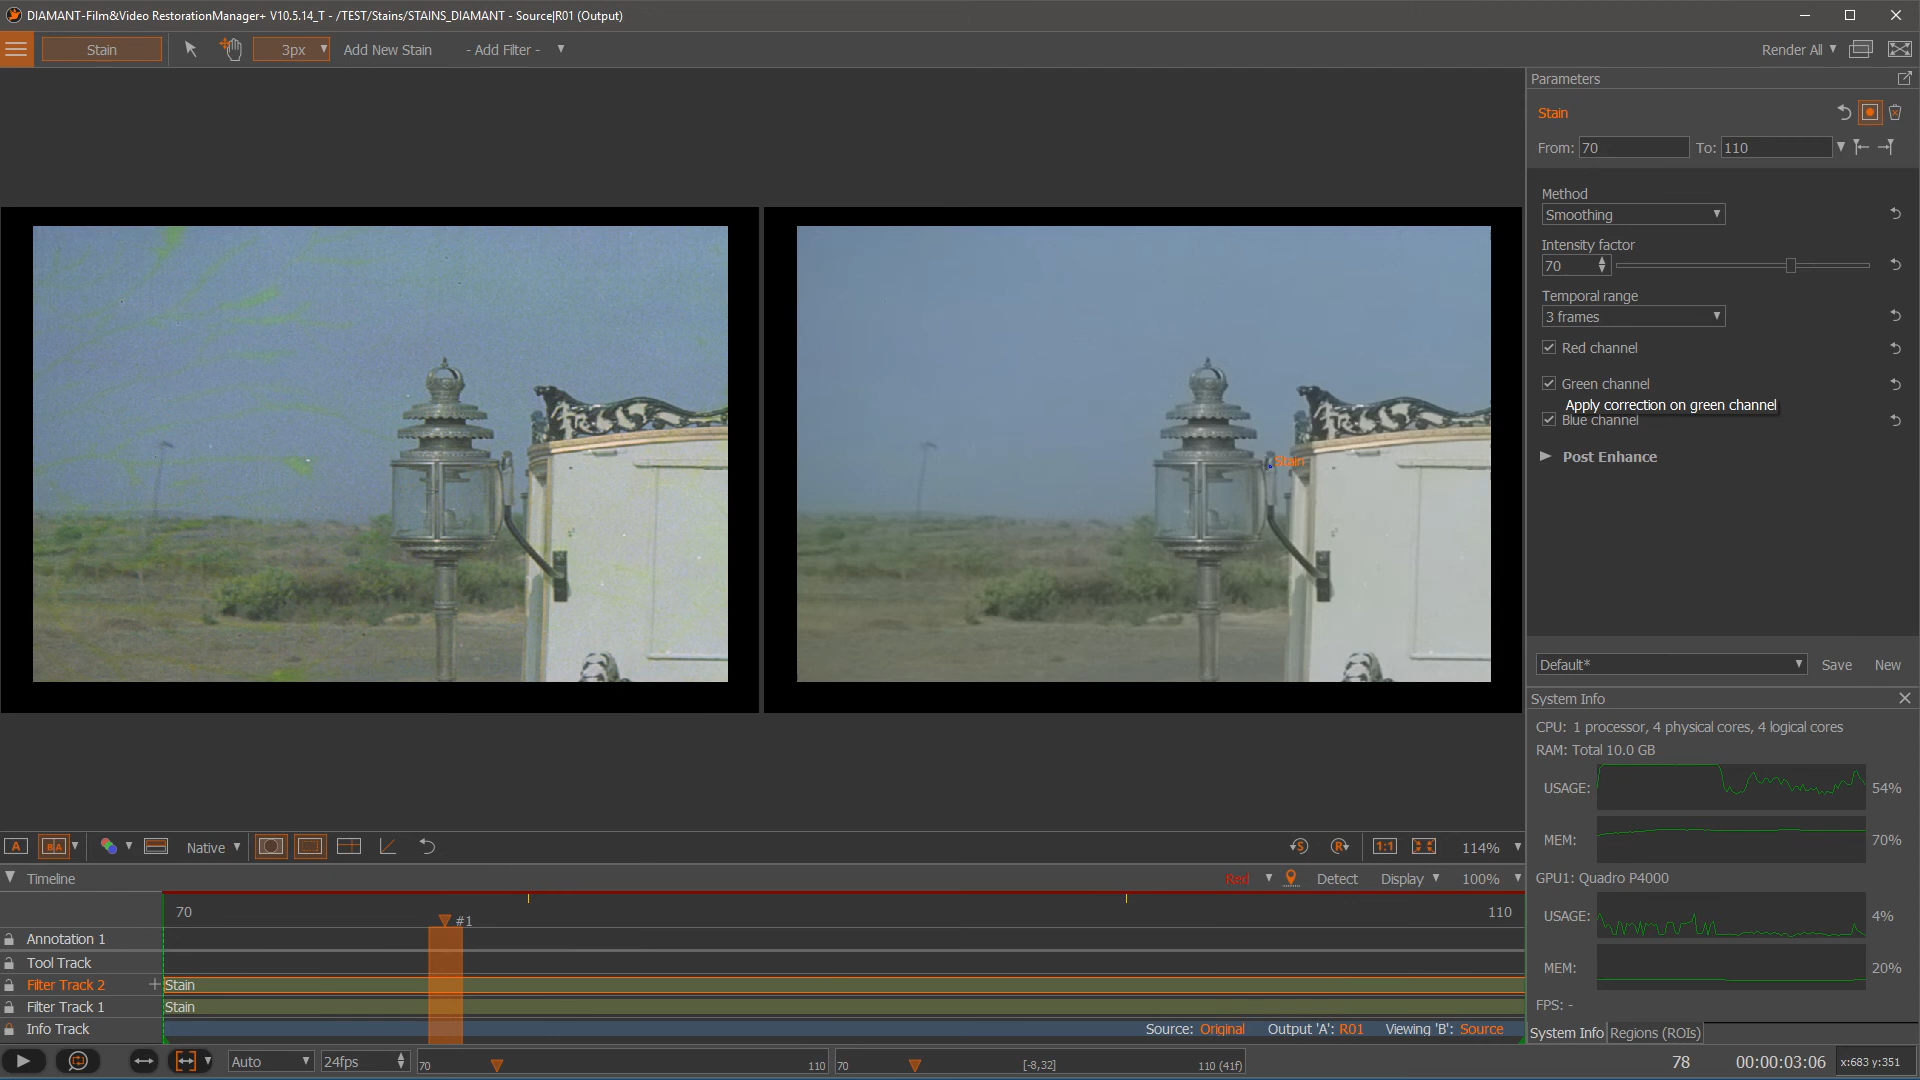 DIAMANT-Film&Video RestorationManager+ V10.5.14_T - /TEST/Stains/STAINS_DIAMANT - Source|R01 (Output)
Stain 3px Add New Stain - Add Filter - Render All
Parameters
Stain
From: 70 To: 110
Method
Smoothing
Intensity factor
70
Temporal range
3 frames
Red channel
Green channel
Apply correction on green channel
Blue channel
Post Enhance
Stain
Default* Save New
System Info
CPU: 1 processor, 4 physical cores, 4 logical cores
RAM: Total 10.0 GB
USAGE: 54%
MEM: 70%
GPU1: Quadro P4000
USAGE: 4%
MEM: 20%
FPS: -
System Info Regions (ROIs)
A B|A Native S R 1:1 114%
Timeline Red Detect Display 100%
70 #1 110
Annotation 1
Tool Track
Filter Track 2 Stain
Filter Track 1 Stain
Info Track Source: Original Output 'A': R01 Viewing 'B': Source
Auto 24fps 70 110 70 [-8,32] 110 (41f) 78 00:00:03:06 x:683 y:351